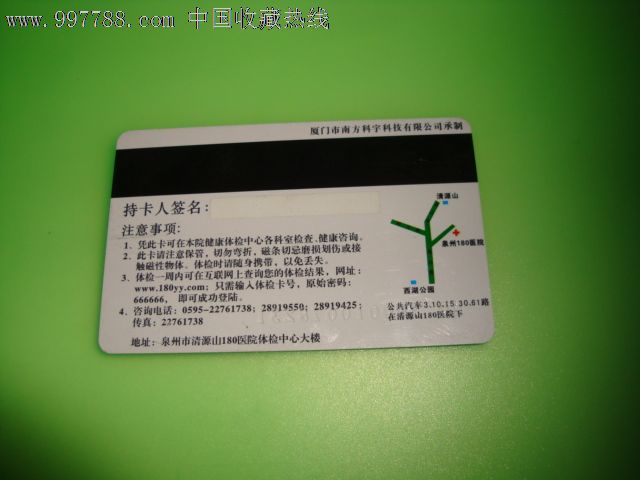 www.997788.com 中国收藏热线
厦门市南方科宇科技有限公司承制
持卡人签名:
注意事项:
1、凭此卡可在本院健康体检中心各科室检查、健康咨询。
2、此卡请注意保管，切勿弯折，磁条切忌磨损划伤或接
触磁性物体。体检时请随身携带，以免丢失。
3、体检一周内可在互联网上查询您的体检结果，网址:
www.180yy.com; 只需输入体检卡号，原始密码:
666666, 即可成功登陆。
4、咨询电话: 0595-22761738; 28919550; 28919425;
传真: 22761738
地址: 泉州市清源山180医院体检中心大楼
清源山
泉州180医院
西湖公园
公共汽车3.10.15.30.61路
在清源山180医院下